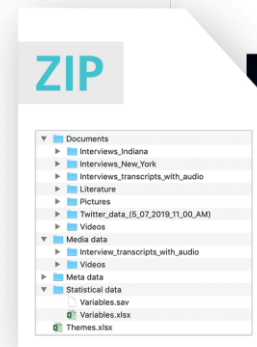 ZIP
Documents
Interviews_Indiana
Interviews_New_York
Interviews_transcripts_with_audio
Literature
Pictures
Twitter_data_(5_07_2019_11_00_AM)
Videos
Media data
Interview_transcripts_with_audio
Videos
Meta data
Statistical data
Variables.sav
Variables.xlsx
Themes.xlsx